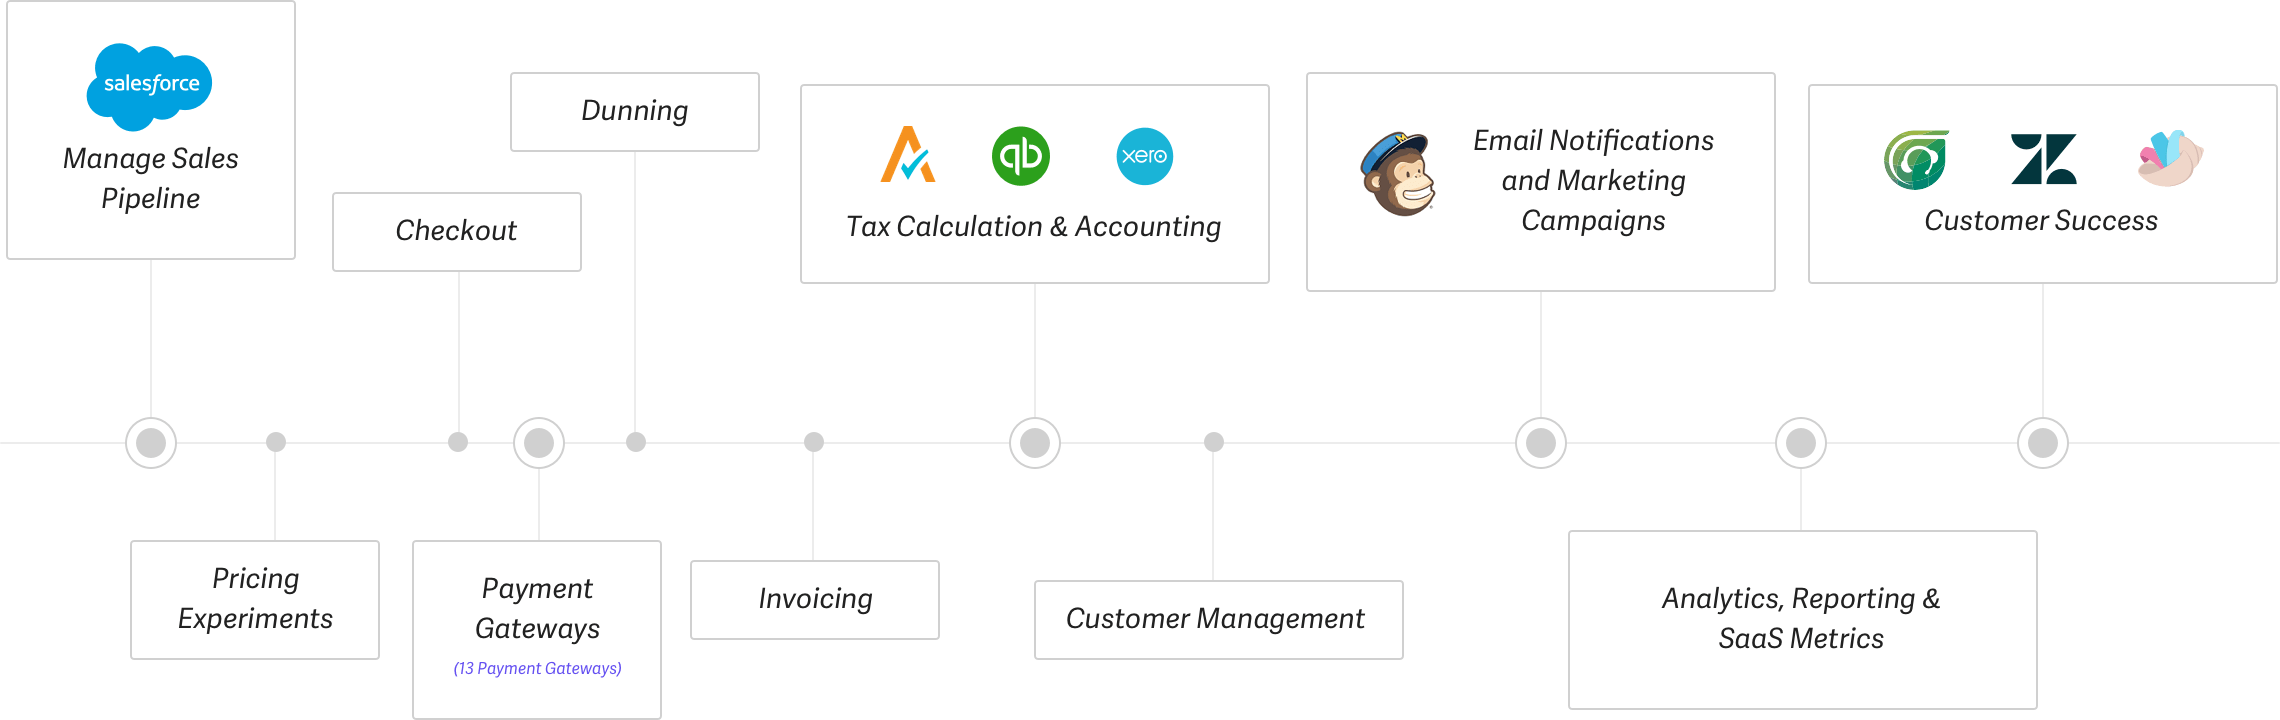 salesforce
Manage Sales
Pipeline
Checkout
Dunning
qb
xero
Tax Calculation & Accounting
Email Notifications
and Marketing
Campaigns
Customer Success
Pricing
Experiments
Payment
Gateways
(13 Payment Gateways)
Invoicing
Customer Management
Analytics, Reporting &
SaaS Metrics